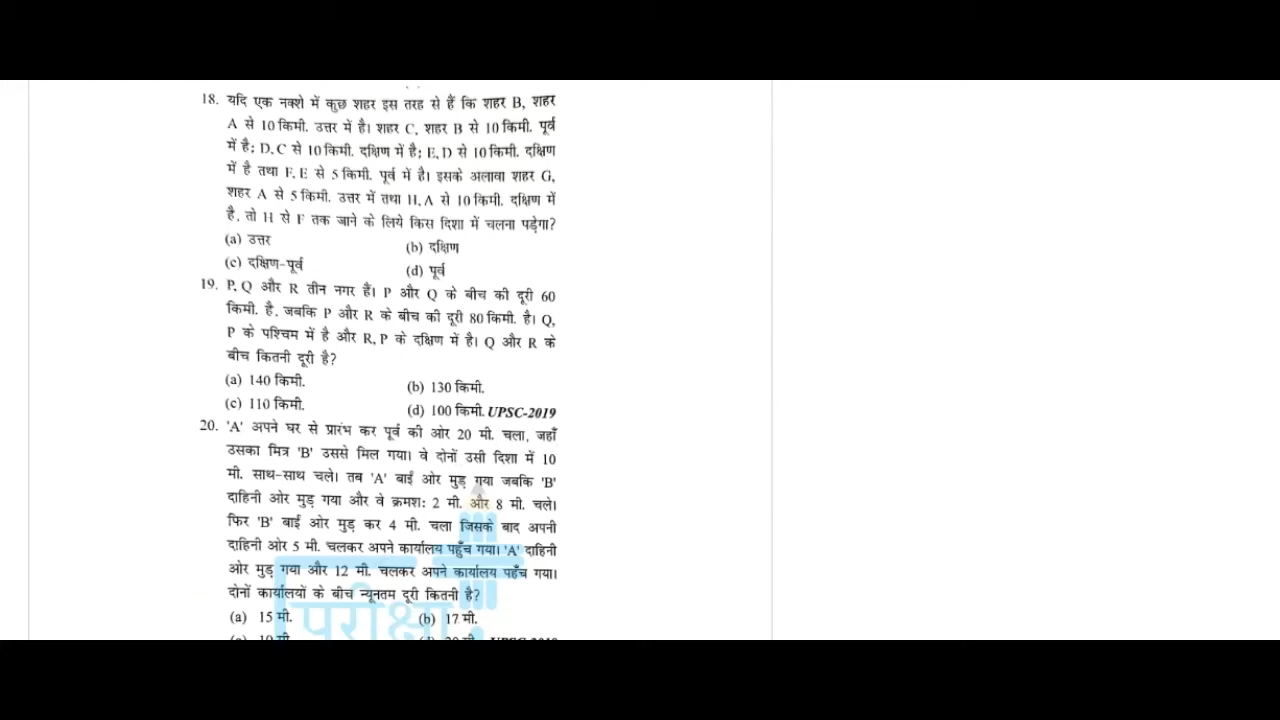 18. यदि एक नक्शे में कुछ शहर इस तरह से हैं कि शहर B, शहर
A से 10 किमी. उत्तर में है। शहर C, शहर B से 10 किमी. पूर्व
में है; D, C से 10 किमी. दक्षिण में है; E, D से 10 किमी. दक्षिण
में है तथा F, E से 5 किमी. पूर्व में है। इसके अलावा शहर G,
शहर A से 5 किमी. उत्तर में तथा H, A से 10 किमी. दक्षिण में
है, तो H से F तक जाने के लिये किस दिशा में चलना पड़ेगा?
(a) उत्तर (b) दक्षिण
(c) दक्षिण-पूर्व (d) पूर्व
19. P, Q और R तीन नगर हैं। P और Q के बीच की दूरी 60
किमी. है, जबकि P और R के बीच की दूरी 80 किमी. है। Q,
P के पश्चिम में है और R, P के दक्षिण में है। Q और R के
बीच कितनी दूरी है?
(a) 140 किमी. (b) 130 किमी.
(c) 110 किमी. (d) 100 किमी. UPSC-2019
20. 'A' अपने घर से प्रारंभ कर पूर्व की ओर 20 मी. चला, जहाँ
उसका मित्र 'B' उससे मिल गया। वे दोनों उसी दिशा में 10
मी. साथ-साथ चले। तब 'A' बाईं ओर मुड़ गया जबकि 'B'
दाहिनी ओर मुड़ गया और वे क्रमश: 2 मी. और 8 मी. चले।
फिर 'B' बाईं ओर मुड़ कर 4 मी. चला जिसके बाद अपनी
दाहिनी ओर 5 मी. चलकर अपने कार्यालय पहुँच गया। 'A' दाहिनी
ओर मुड़ गया और 12 मी. चलकर अपने कार्यालय पहुँच गया।
दोनों कार्यालयों के बीच न्यूनतम दूरी कितनी है?
(a) 15 मी. (b) 17 मी.
परीक्षा